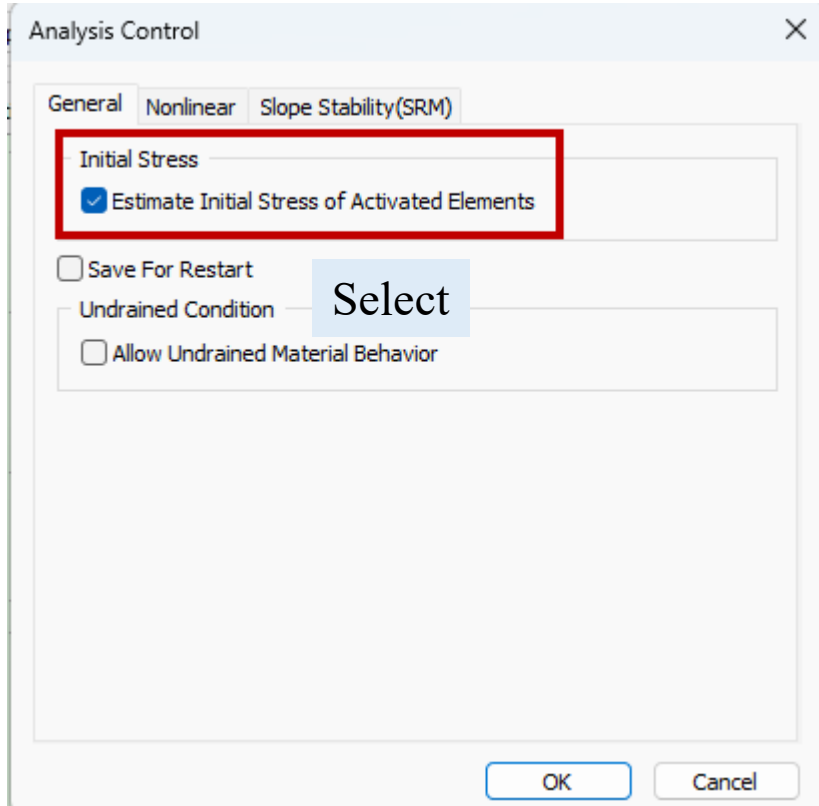 Analysis Control
General Nonlinear Slope Stability(SRM)
Initial Stress
Estimate Initial Stress of Activated Elements
Save For Restart
Select
Undrained Condition
Allow Undrained Material Behavior
OK Cancel